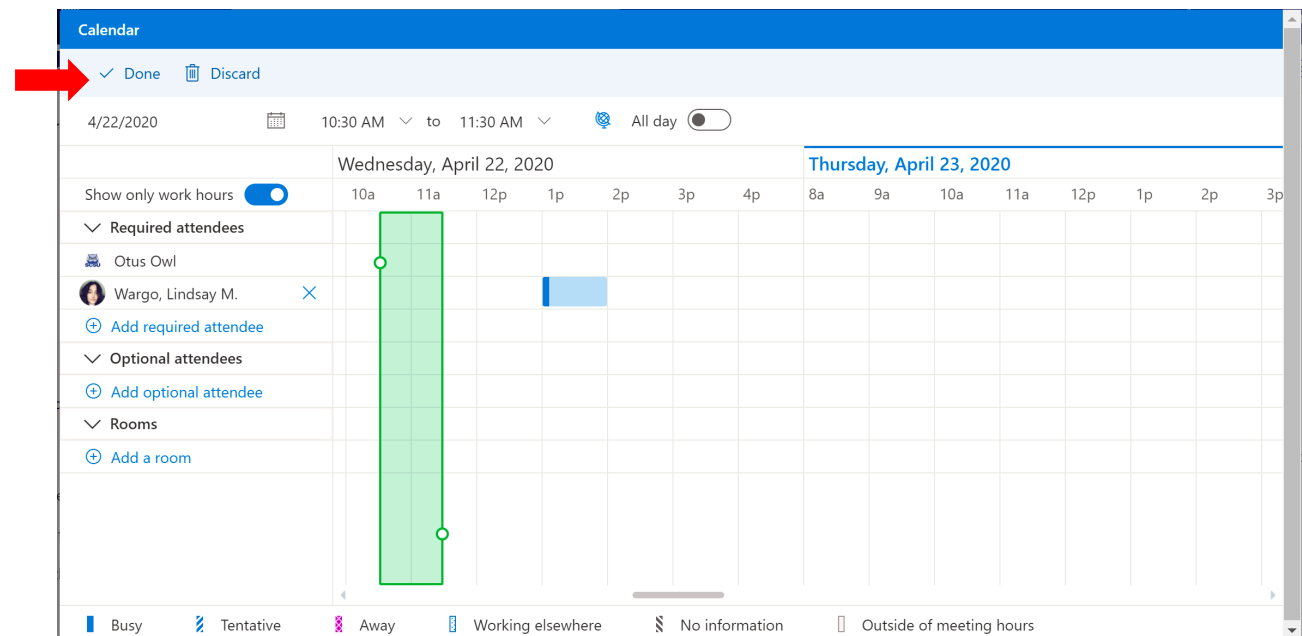 Calendar
Done Discard
4/22/2020 10:30 AM to 11:30 AM All day
Wednesday, April 22, 2020 Thursday, April 23, 2020
Show only work hours 10a 11a 12p 1p 2p 3p 4p 8a 9a 10a 11a 12p 1p 2p 3p
Required attendees
Otus Owl
Wargo, Lindsay M.
Add required attendee
Optional attendees
Add optional attendee
Rooms
Add a room
Busy Tentative Away Working elsewhere No information Outside of meeting hours